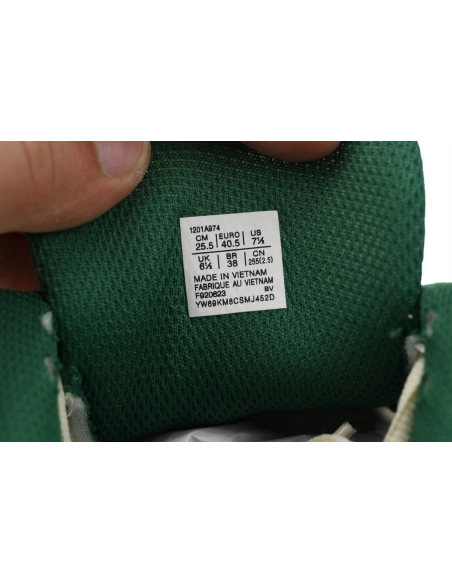 1201A974
CM EURO US
25.5 40.5 7½
UK BR CN
6½ 38 255(2.5)
MADE IN VIETNAM
FABRIQUE AU VIETNAM
F920623 BV
YW69KM8CSMJ452D